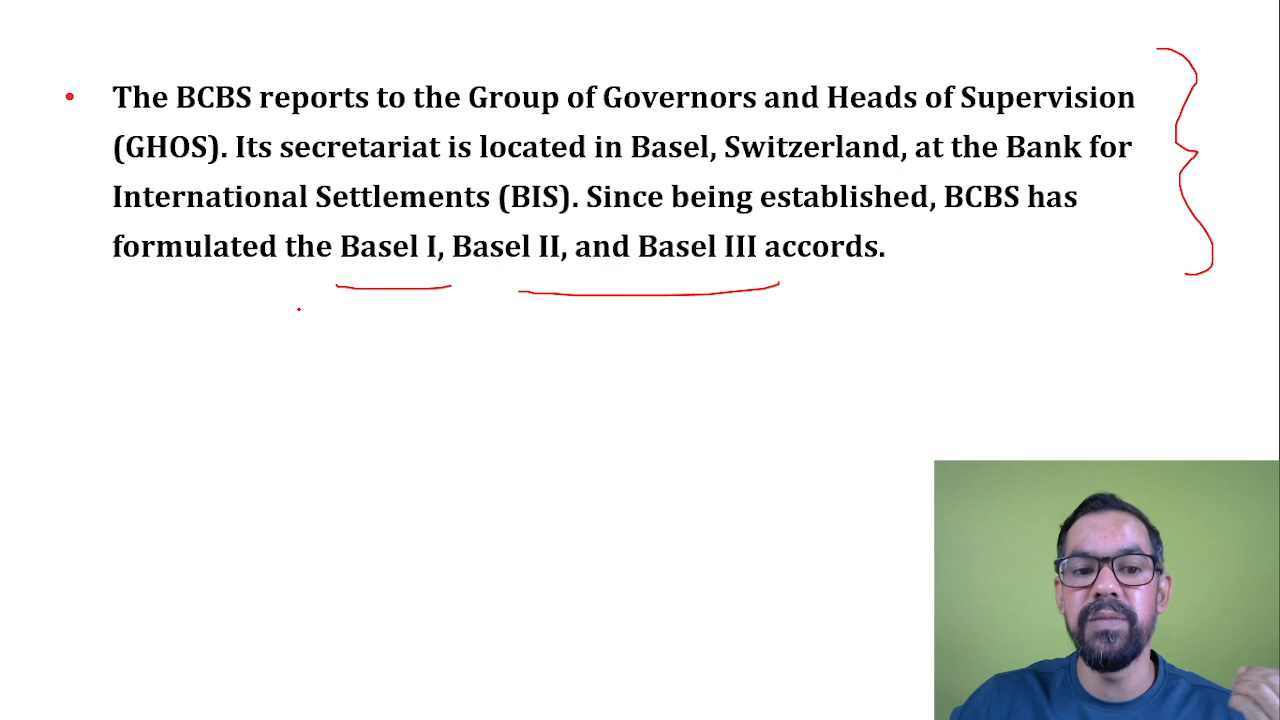 The BCBS reports to the Group of Governors and Heads of Supervision
(GHOS). Its secretariat is located in Basel, Switzerland, at the Bank for
International Settlements (BIS). Since being established, BCBS has
formulated the Basel I, Basel II, and Basel III accords.